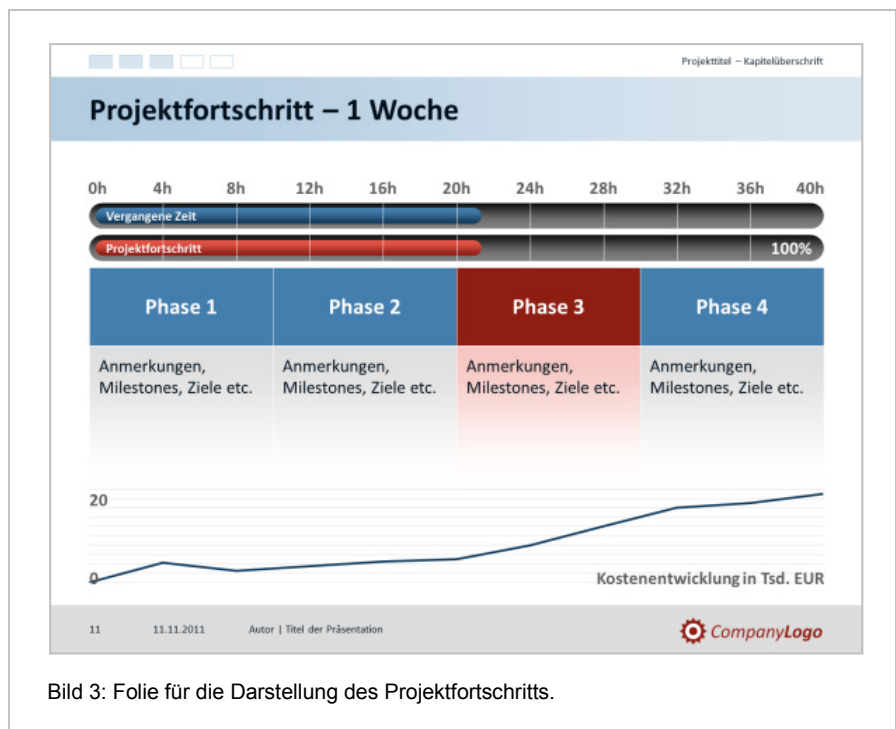 Projekttitel – Kapitelüberschrift
Projektfortschritt – 1 Woche
0h 4h 8h 12h 16h 20h 24h 28h 32h 36h 40h
Vergangene Zeit
Projektfortschritt 100%
Phase 1 Phase 2 Phase 3 Phase 4
Anmerkungen, Anmerkungen, Anmerkungen, Anmerkungen,
Milestones, Ziele etc. Milestones, Ziele etc. Milestones, Ziele etc. Milestones, Ziele etc.
20
0 Kostenentwicklung in Tsd. EUR
11 11.11.2011 Autor | Titel der Präsentation CompanyLogo
Bild 3: Folie für die Darstellung des Projektfortschritts.